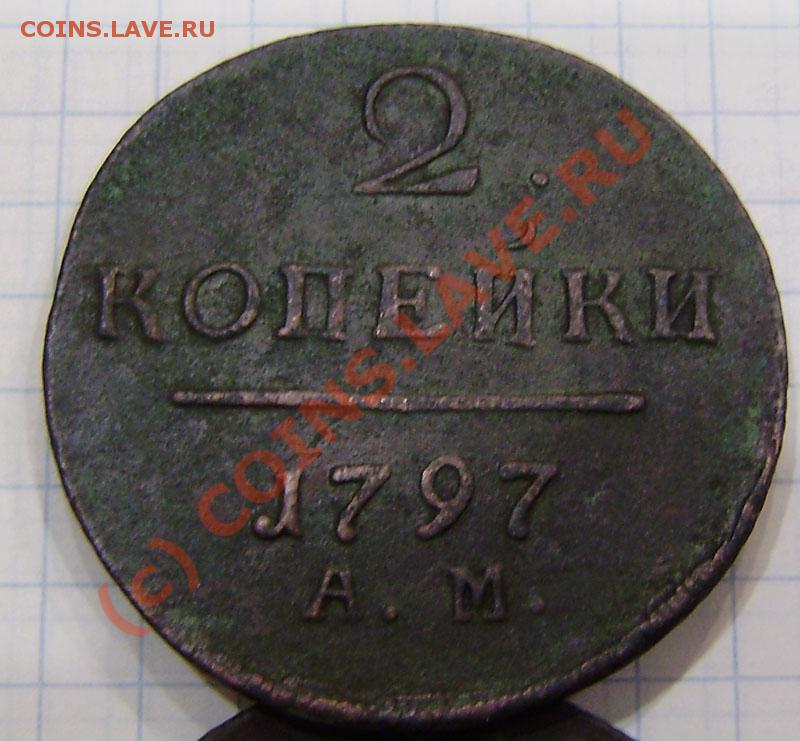 COINS.LAVE.RU
2.
КОПЕЙКИ
1797
А. М.
(c) COINS.LAVE.RU